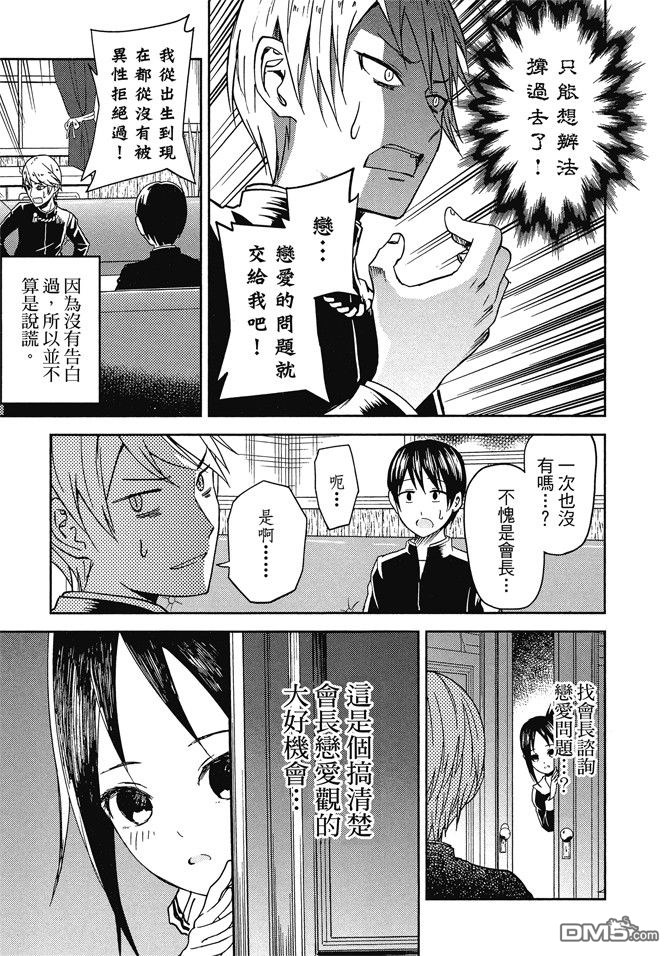 只能想辦法
撐過去了！
戀…
戀愛的問題就
交給我吧！
我從出生到現
在都從沒有被
異性拒絕過！
因為沒有告白
過，所以並不
算是說謊。
一次也沒
有嗎…？
不愧是會長…
呃…
是啊……
找會長諮詢
戀愛問題…？
這是個搞清楚
會長戀愛觀的
大好機會…
DM5.com